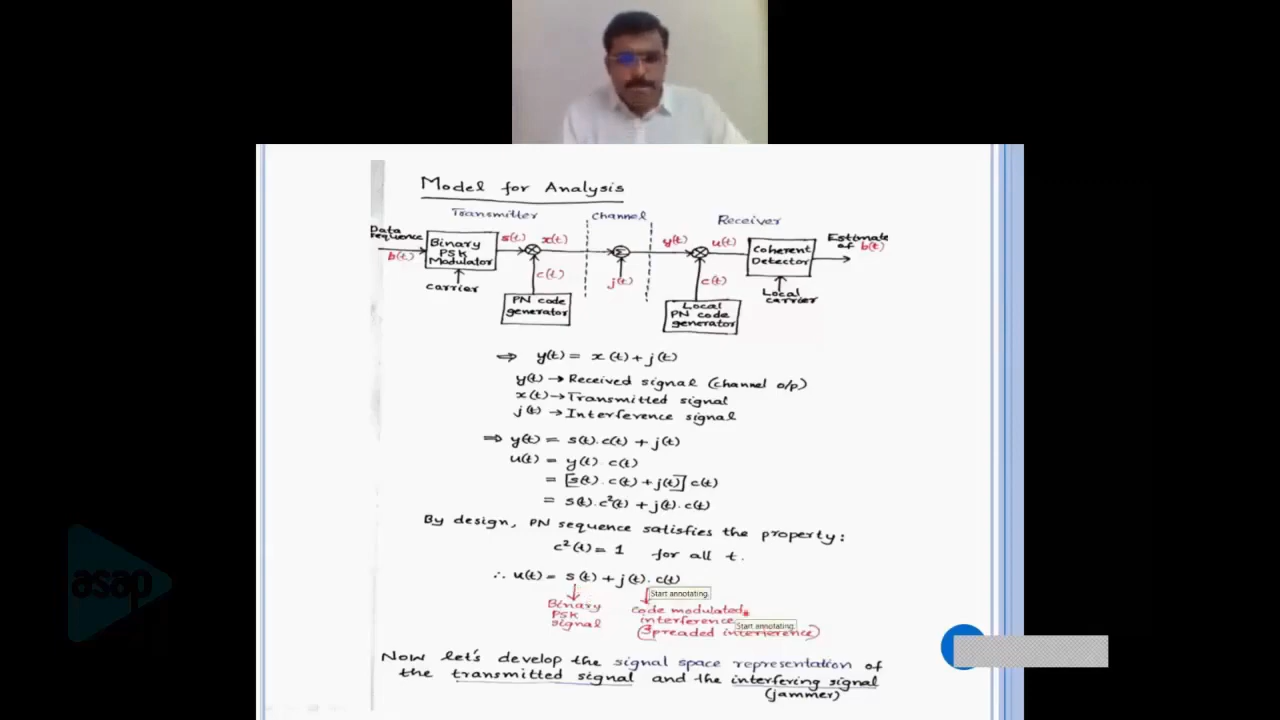 Model for Analysis
Transmitter Channel Receiver
Data sequence b(t)
Binary PSK Modulator
s(t) x(t) y(t) u(t)
Coherent Detector
Estimate of b(t)
carrier
c(t) j(t) c(t)
Local carrier
PN code generator
Local PN code generator
⇒ y(t) = x(t) + j(t)
y(t) → Received signal (channel o/p)
x(t) → Transmitted signal
j(t) → Interference signal
⇒ y(t) = s(t).c(t) + j(t)
u(t) = y(t).c(t)
= [s(t).c(t) + j(t)] c(t)
= s(t).c²(t) + j(t).c(t)
By design, PN sequence satisfies the property:
c²(t) = 1 for all t.
∴ u(t) = s(t) + j(t).c(t)
Start annotating.
Binary PSK signal
Code modulated interference
Start annotating.
(Spreaded interference)
Now let's develop the signal space representation of
the transmitted signal and the interfering signal
(jammer)
asap